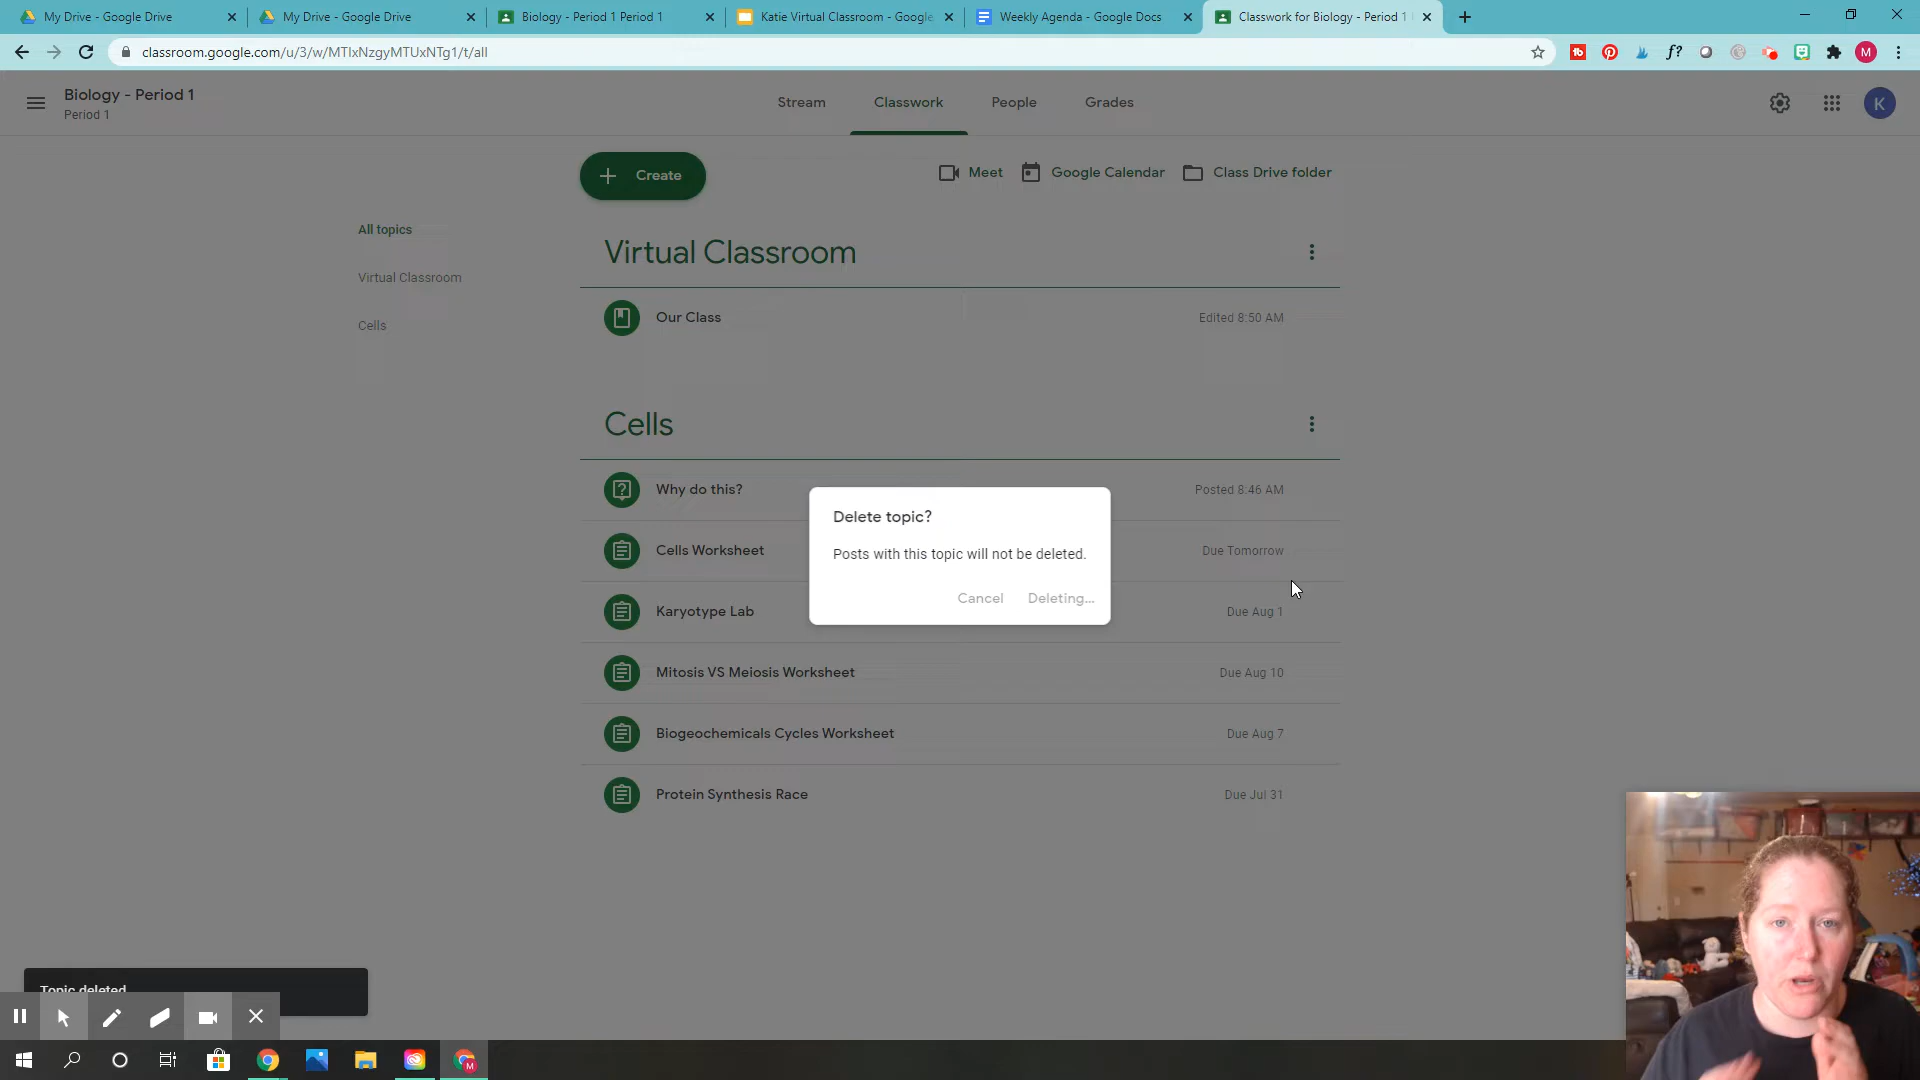 My Drive - Google Drive
My Drive - Google Drive
Biology - Period 1 Period 1
Katie Virtual Classroom - Google
Weekly Agenda - Google Docs
Classwork for Biology - Period 1
classroom.google.com/u/3/w/MTIxNzgyMTUxNTg1/t/all
f?
M
Biology - Period 1
Period 1
Stream
Classwork
People
Grades
K
Create
Meet
Google Calendar
Class Drive folder
All topics
Virtual Classroom
Cells
Virtual Classroom
Our Class
Edited 8:50 AM
Cells
Why do this?
Posted 8:46 AM
Cells Worksheet
Due Tomorrow
Karyotype Lab
Due Aug 1
Mitosis VS Meiosis Worksheet
Due Aug 10
Biogeochemicals Cycles Worksheet
Due Aug 7
Protein Synthesis Race
Due Jul 31
Delete topic?
Posts with this topic will not be deleted.
Cancel
Deleting...
Topic deleted
M